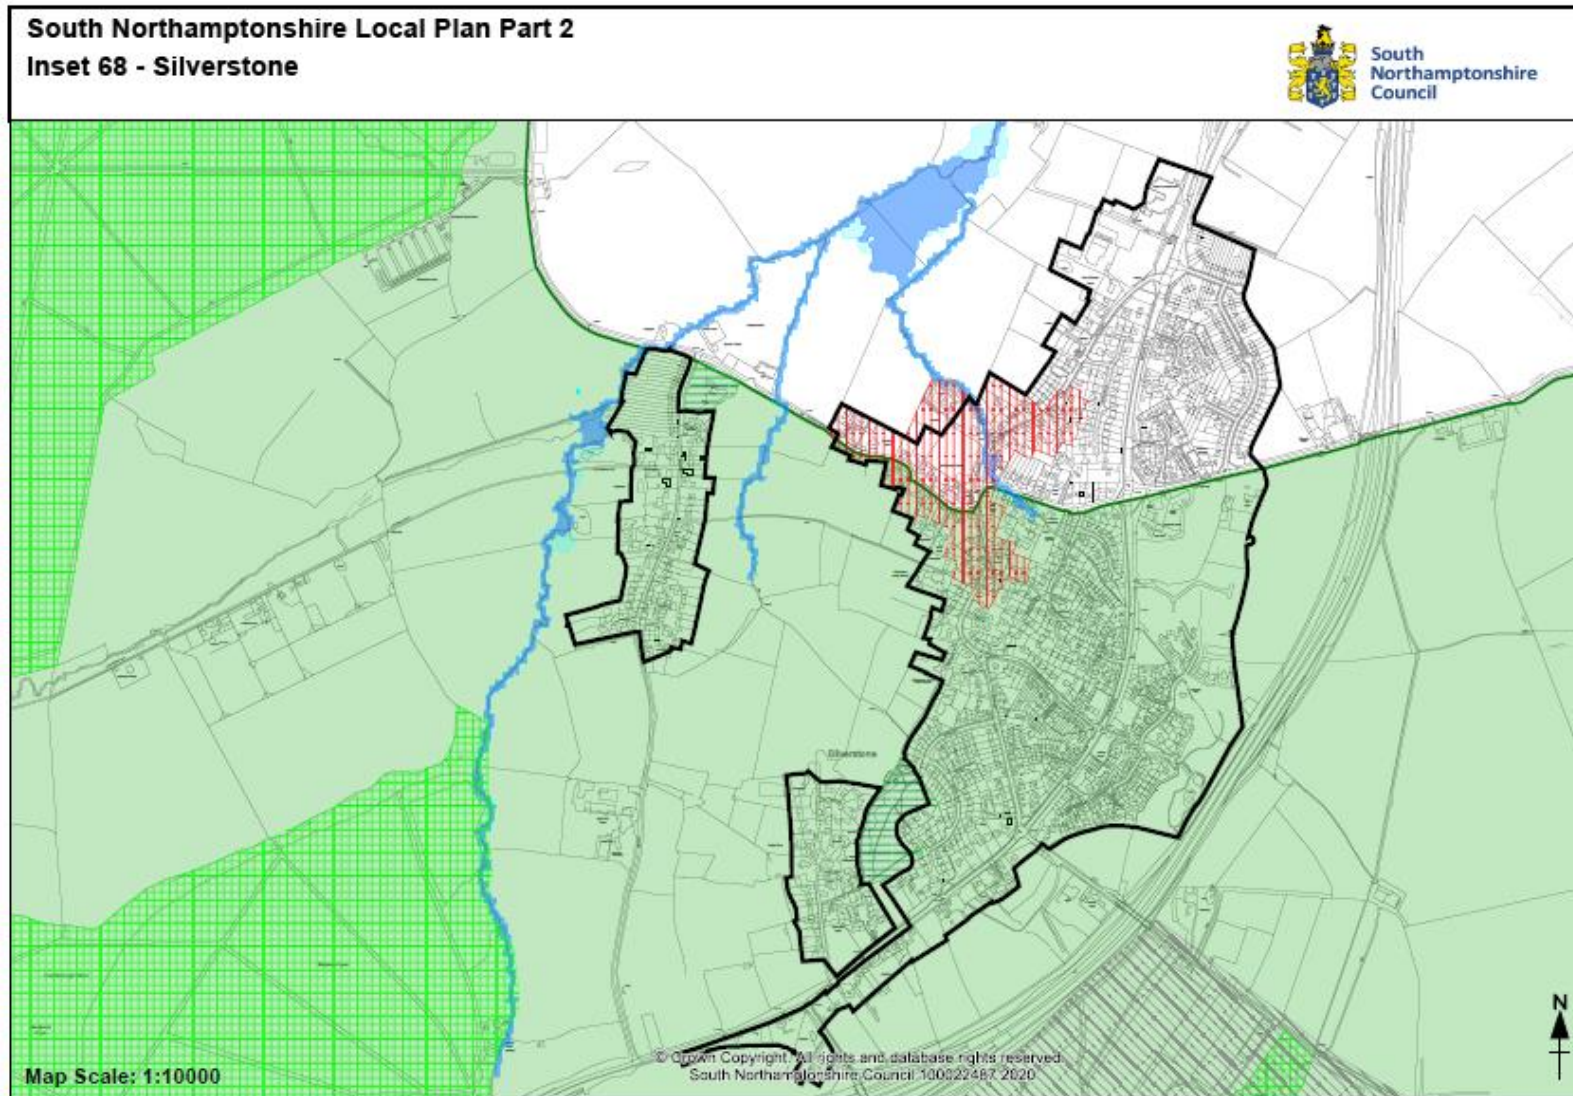 South Northamptonshire Local Plan Part 2
Inset 68 - Silverstone
South
Northamptonshire
Council
Silverstone
N
© Crown Copyright. All rights and database rights reserved
South Northamptonshire Council 100022487 2020
Map Scale: 1:10000